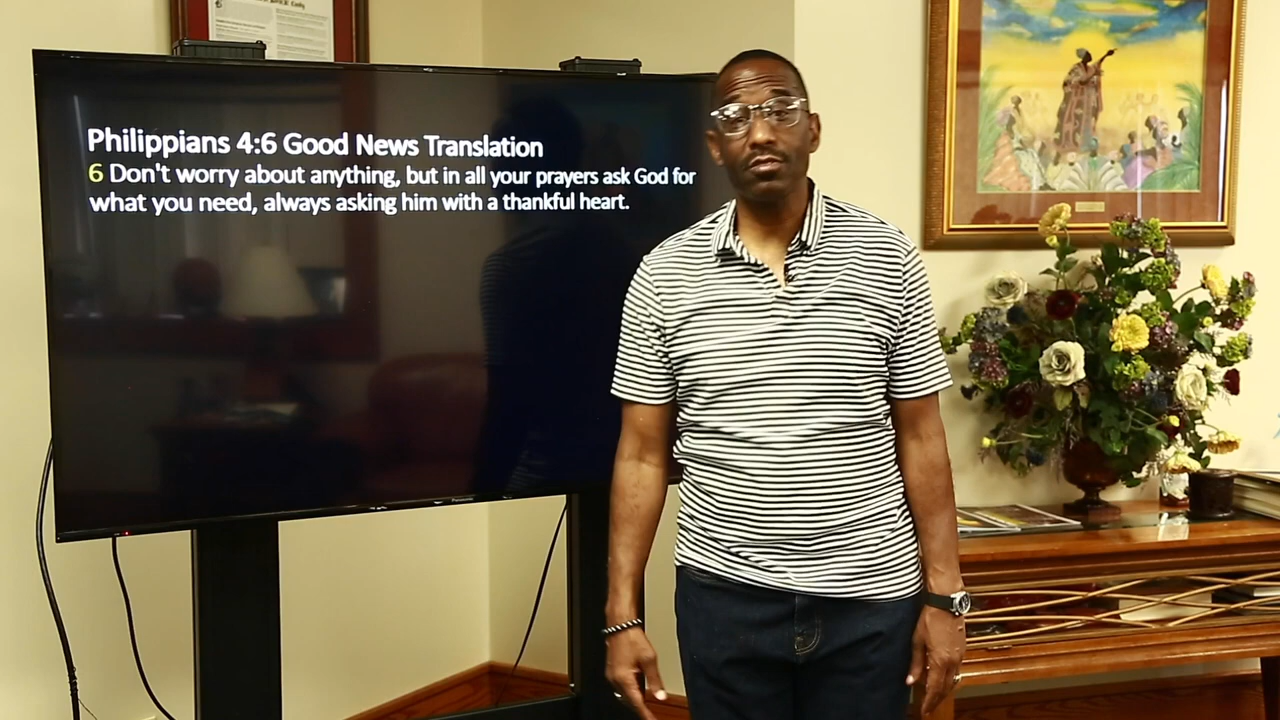 Philippians 4:6 Good News Translation
6 Don't worry about anything, but in all your prayers ask God for
what you need, always asking him with a thankful heart.
Panasonic